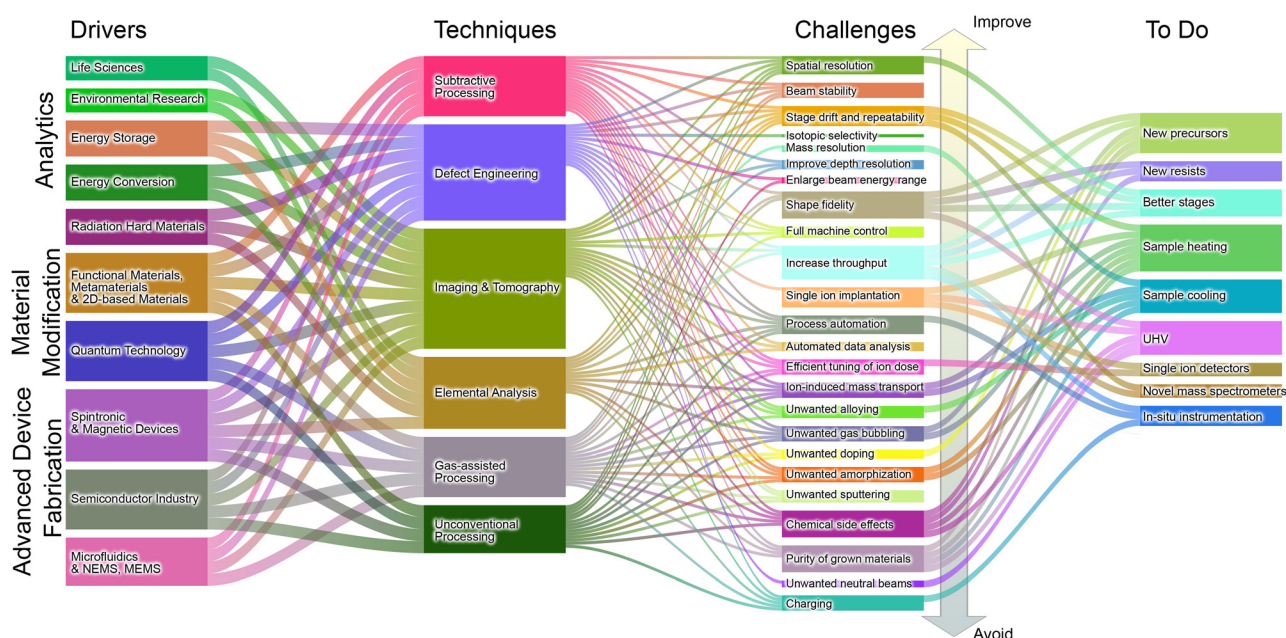 Drivers
Techniques
Challenges
Improve
To Do
Analytics
Material
Modification
Advanced Device
Fabrication
Life Sciences
Environmental Research
Energy Storage
Energy Conversion
Radiation Hard Materials
Functional Materials,
Metamaterials
& 2D-based Materials
Quantum Technology
Spintronic
& Magnetic Devices
Semiconductor Industry
Microfluidics
& NEMS, MEMS
Subtractive
Processing
Defect Engineering
Imaging & Tomography
Elemental Analysis
Gas-assisted
Processing
Unconventional
Processing
Spatial resolution
Beam stability
Stage drift and repeatability
Isotopic selectivity
Mass resolution
Improve depth resolution
Enlarge beam energy range
Shape fidelity
Full machine control
Increase throughput
Single ion implantation
Process automation
Automated data analysis
Efficient tuning of ion dose
Ion-induced mass transport
Unwanted alloying
Unwanted gas bubbling
Unwanted doping
Unwanted amorphization
Unwanted sputtering
Chemical side effects
Purity of grown materials
Unwanted neutral beams
Charging
New precursors
New resists
Better stages
Sample heating
Sample cooling
UHV
Single ion detectors
Novel mass spectrometers
In-situ instrumentation
Avoid